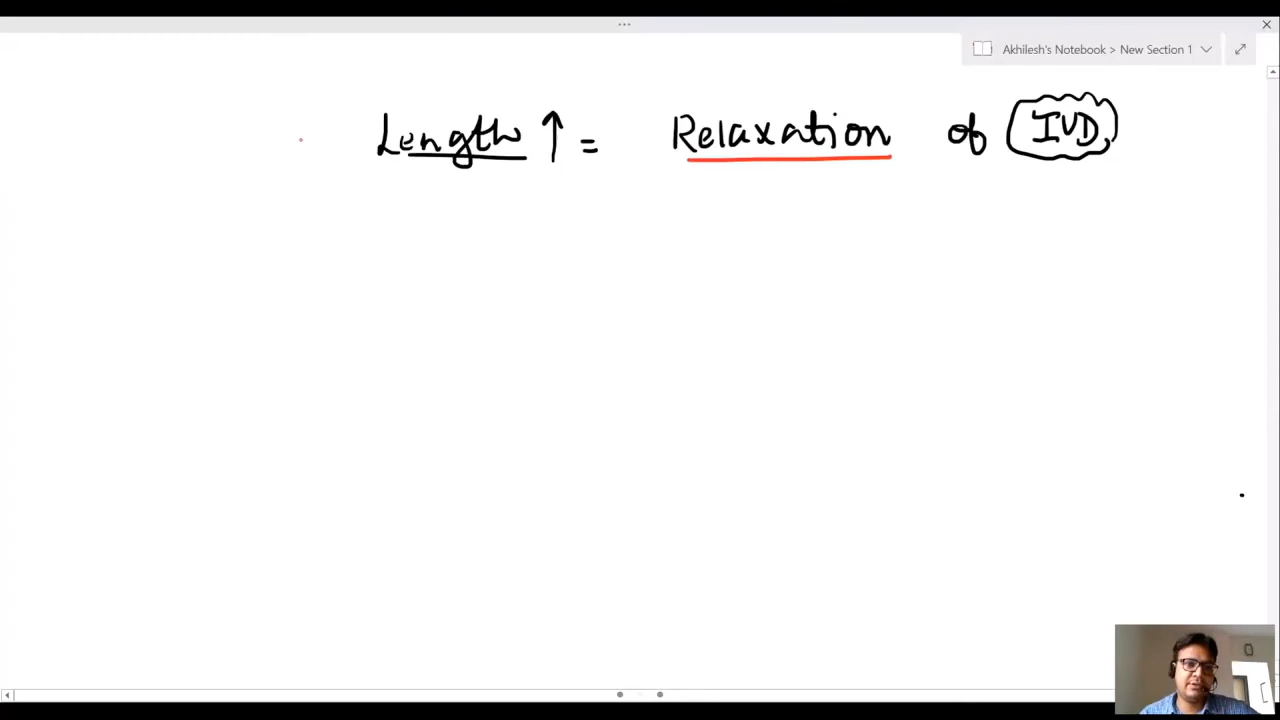 Akhilesh's Notebook > New Section 1
Length ↑ = Relaxation of IVD